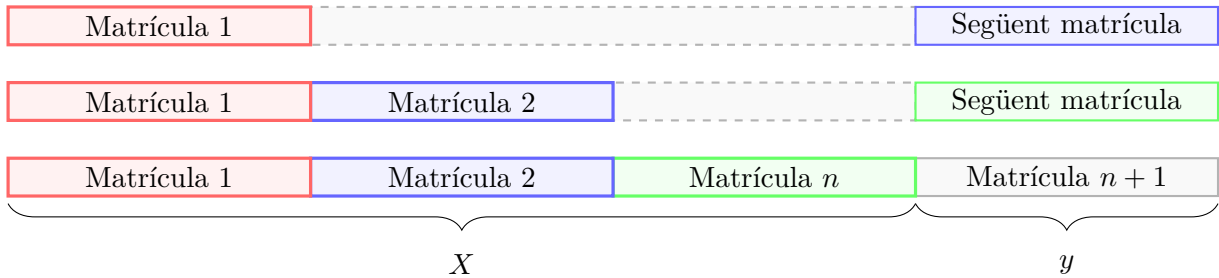 Matrícula 1 Següent matrícula
Matrícula 1 Matrícula 2 Següent matrícula
Matrícula 1 Matrícula 2 Matrícula n Matrícula n + 1
X y